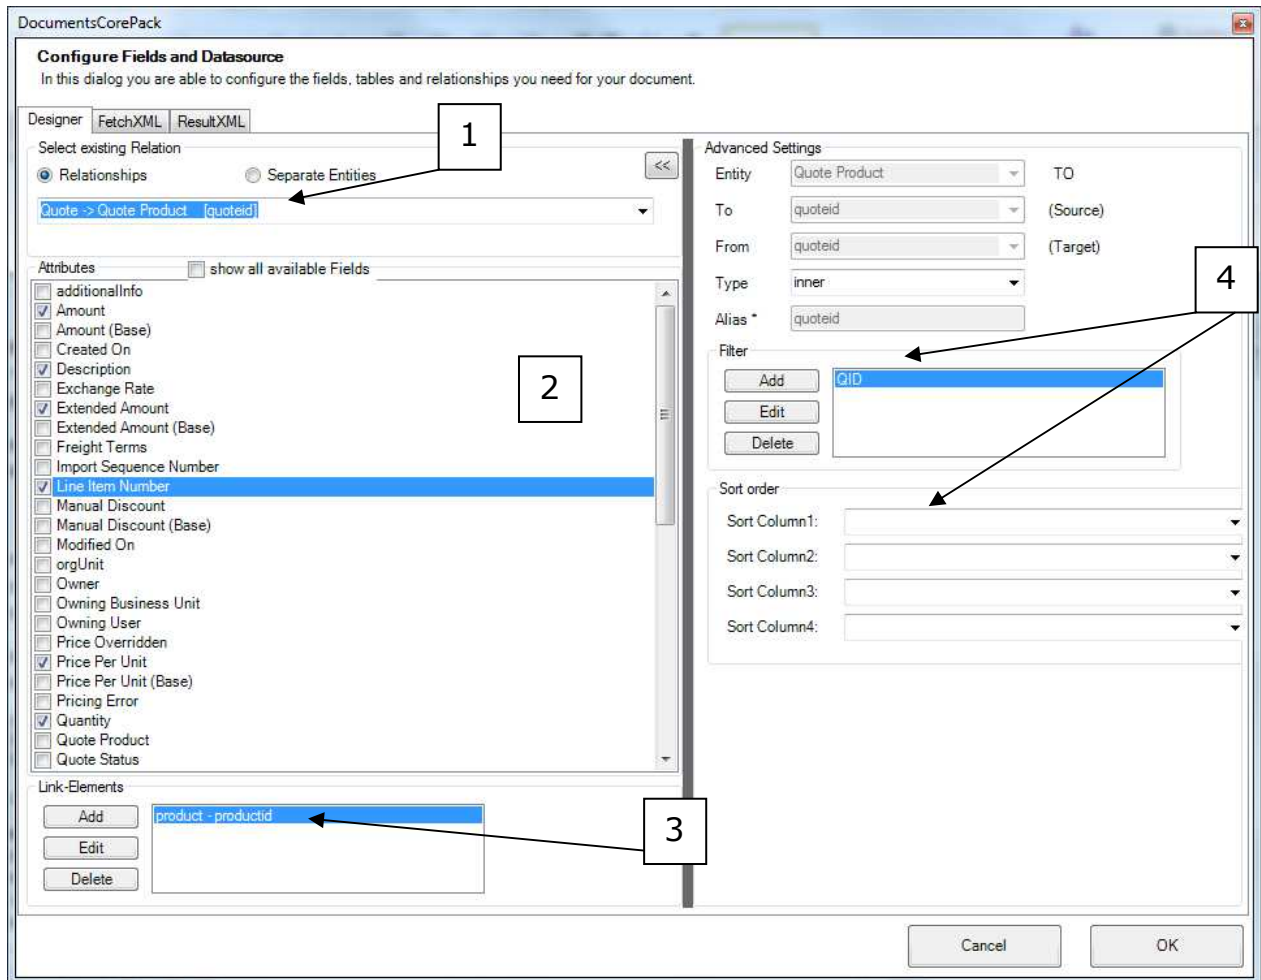 DocumentsCorePack
Configure Fields and Datasource
In this dialog you are able to configure the fields, tables and relationships you need for your document.
Designer FetchXML ResultXML
1
Select existing Relation
Relationships Separate Entities
<<
Quote -> Quote Product [quoteid]
Attributes show all available Fields
additionalInfo
Amount
Amount (Base)
Created On
Description
Exchange Rate
Extended Amount
Extended Amount (Base)
Freight Terms
Import Sequence Number
Line Item Number
Manual Discount
Manual Discount (Base)
Modified On
orgUnit
Owner
Owning Business Unit
Owning User
Price Overridden
Price Per Unit
Price Per Unit (Base)
Pricing Error
Quantity
Quote Product
Quote Status
2
Link-Elements
Add
Edit
Delete
product - productid
3
Advanced Settings
Entity Quote Product TO
To quoteid (Source)
From quoteid (Target)
Type inner
Alias * quoteid
4
Filter
Add
Edit
Delete
QID
Sort order
Sort Column1:
Sort Column2:
Sort Column3:
Sort Column4:
Cancel OK